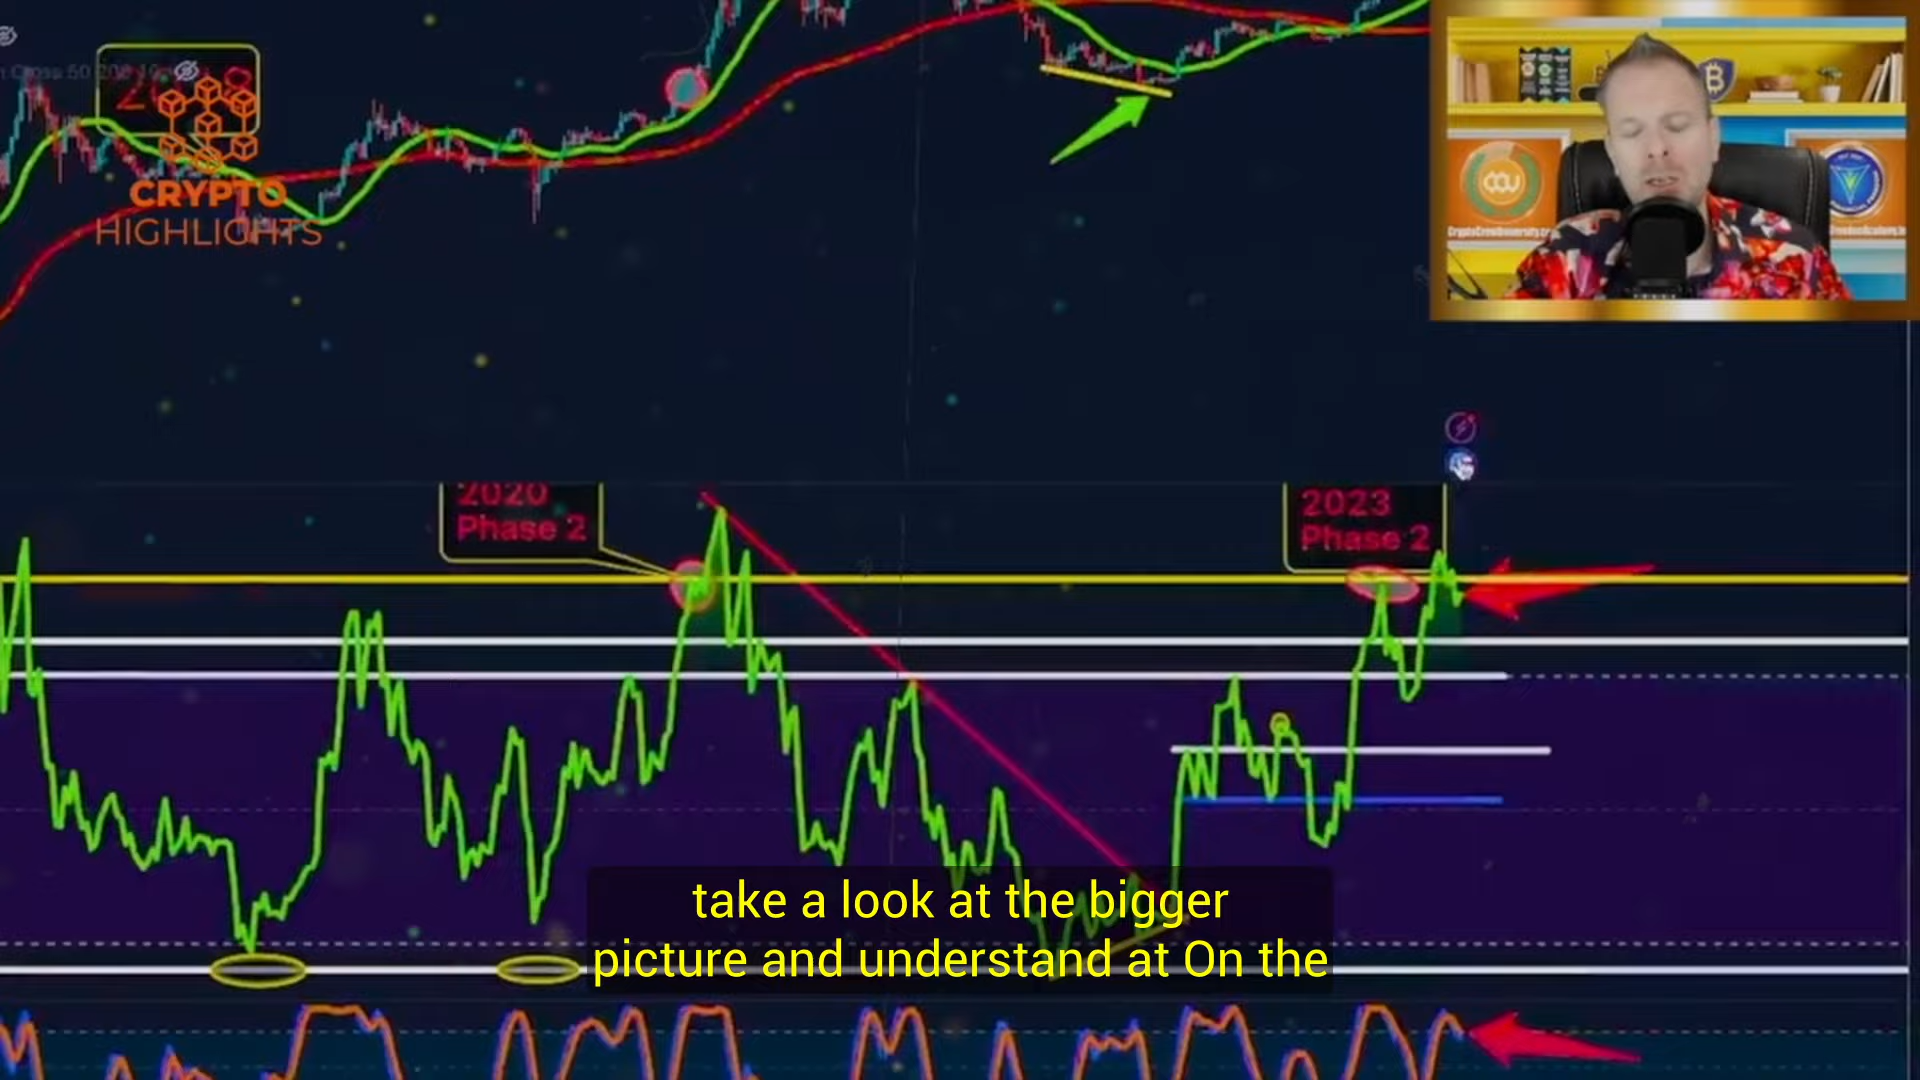 CRYPTO
HIGHLIGHTS
2020
Phase 2
2023
Phase 2
take a look at the bigger
picture and understand at On the